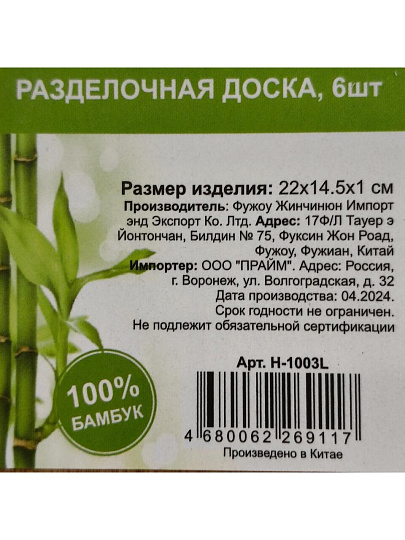 РАЗДЕЛОЧНАЯ ДОСКА, 6шт
Размер изделия: 22х14.5х1 см
Производитель: Фужоу Жинчинюн Импорт
энд Экспорт Ко. Лтд. Адрес: 17Ф/Л Тауер э
Йонтончан, Билдин № 75, Фуксин Жон Роад,
Фужоу, Фужиан, Китай
Импортер: ООО "ПРАЙМ". Адрес: Россия,
г. Воронеж, ул. Волгоградская, д. 32
Дата производства: 04.2024.
Срок годности не ограничен.
Не подлежит обязательной сертификации
Арт. Н-1003L
100%
БАМБУК
4 680062 269117
Произведено в Китае